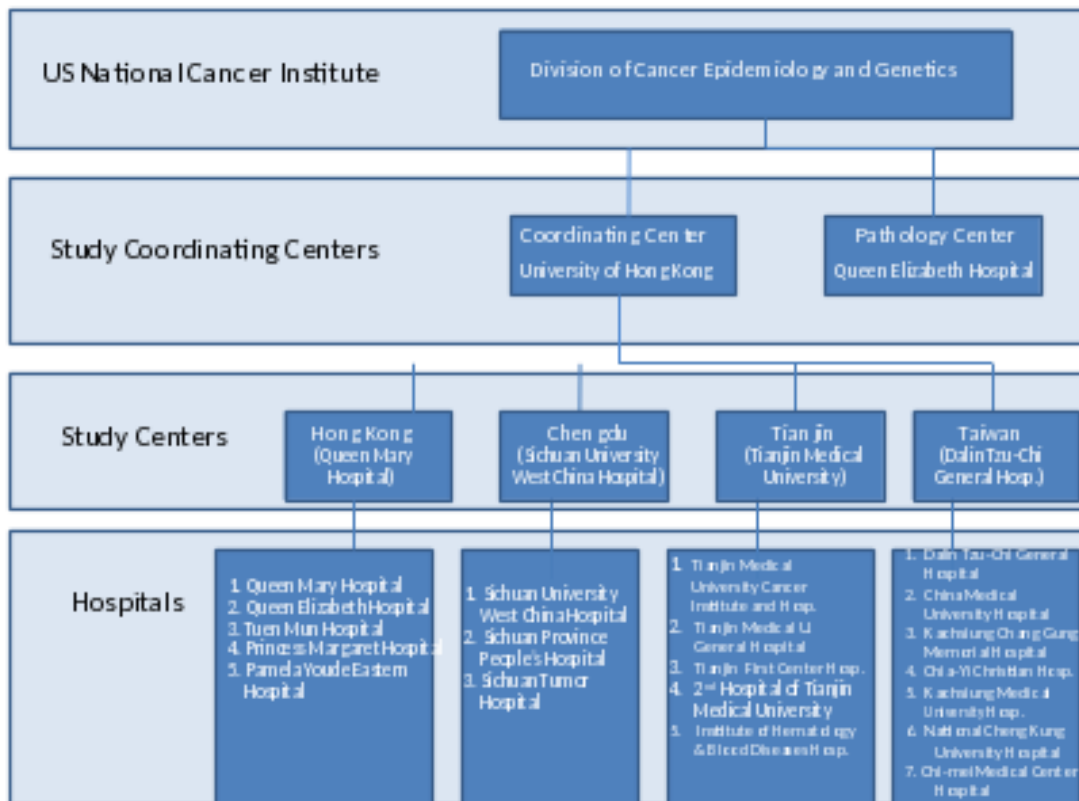 US National Cancer Institute
Division of Cancer Epidemiology and Genetics
Study Coordinating Centers
Coordinating Center
University of Hong Kong
Pathology Center
Queen Elizabeth Hospital
Study Centers
Hong Kong
(Queen Mary
Hospital)
Chengdu
(Sichuan University
West China Hospital)
Tianjin
(Tianjin Medical
University)
Taiwan
(Dalin Tzu-Chi
General Hosp.)
Hospitals
1. Queen Mary Hospital
2. Queen Elizabeth Hospital
3. Tuen Mun Hospital
4. Princess Margaret Hospital
5. Pamela Youde Eastern
Hospital
1. Sichuan University
West China Hospital
2. Sichuan Province
People's Hospital
3. Sichuan Tumor
Hospital
1. Tianjin Medical
University Cancer
Institute and Hosp.
2. Tianjin Medical U
General Hospital
3. Tianjin First Center Hosp.
4. 2nd Hospital of Tianjin
Medical University
5. Institute of Hematology
& Blood Diseases Hosp.
1. Dalin Tzu-Chi General
Hospital
2. China Medical
University Hospital
3. Kaohsiung Chang Gung
Memorial Hospital
4. Chia-Yi Christian Hosp.
5. Kaohsiung Medical
University Hosp.
6. National Cheng Kung
University Hospital
7. Chi-mei Medical Center
Hospital